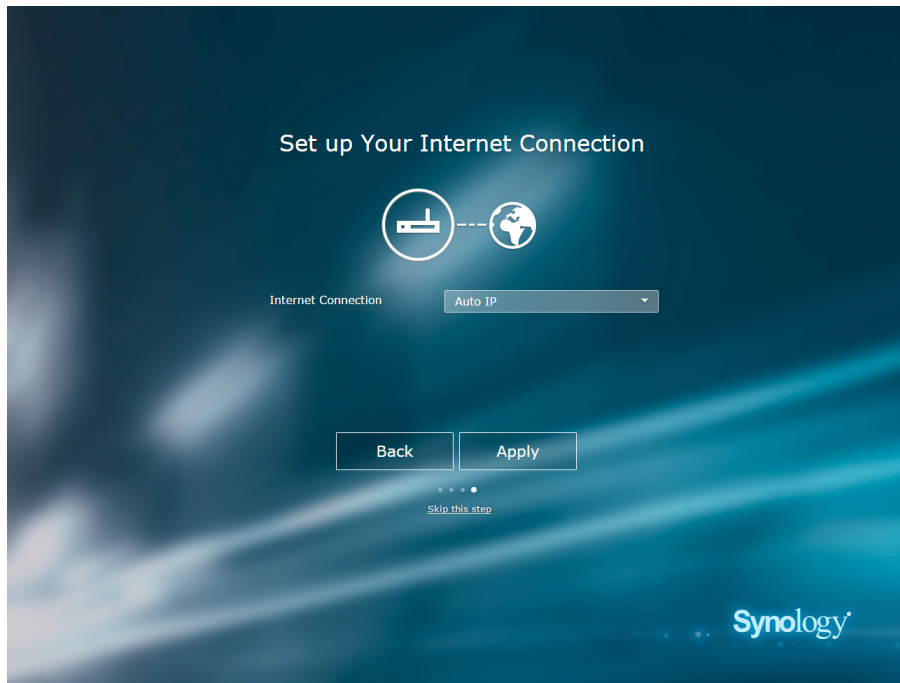 Set up Your Internet Connection
Internet Connection Auto IP
Back Apply
Skip this step
Synology